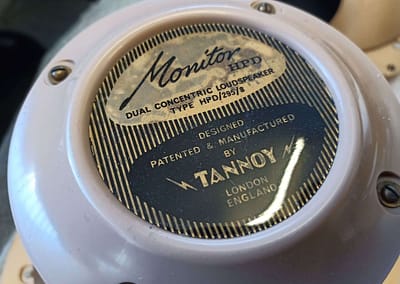 Monitor
HPD
DUAL CONCENTRIC LOUDSPEAKER
TYPE HPD/295/8
DESIGNED
PATENTED & MANUFACTURED
BY
TANNOY
LONDON
ENGLAND